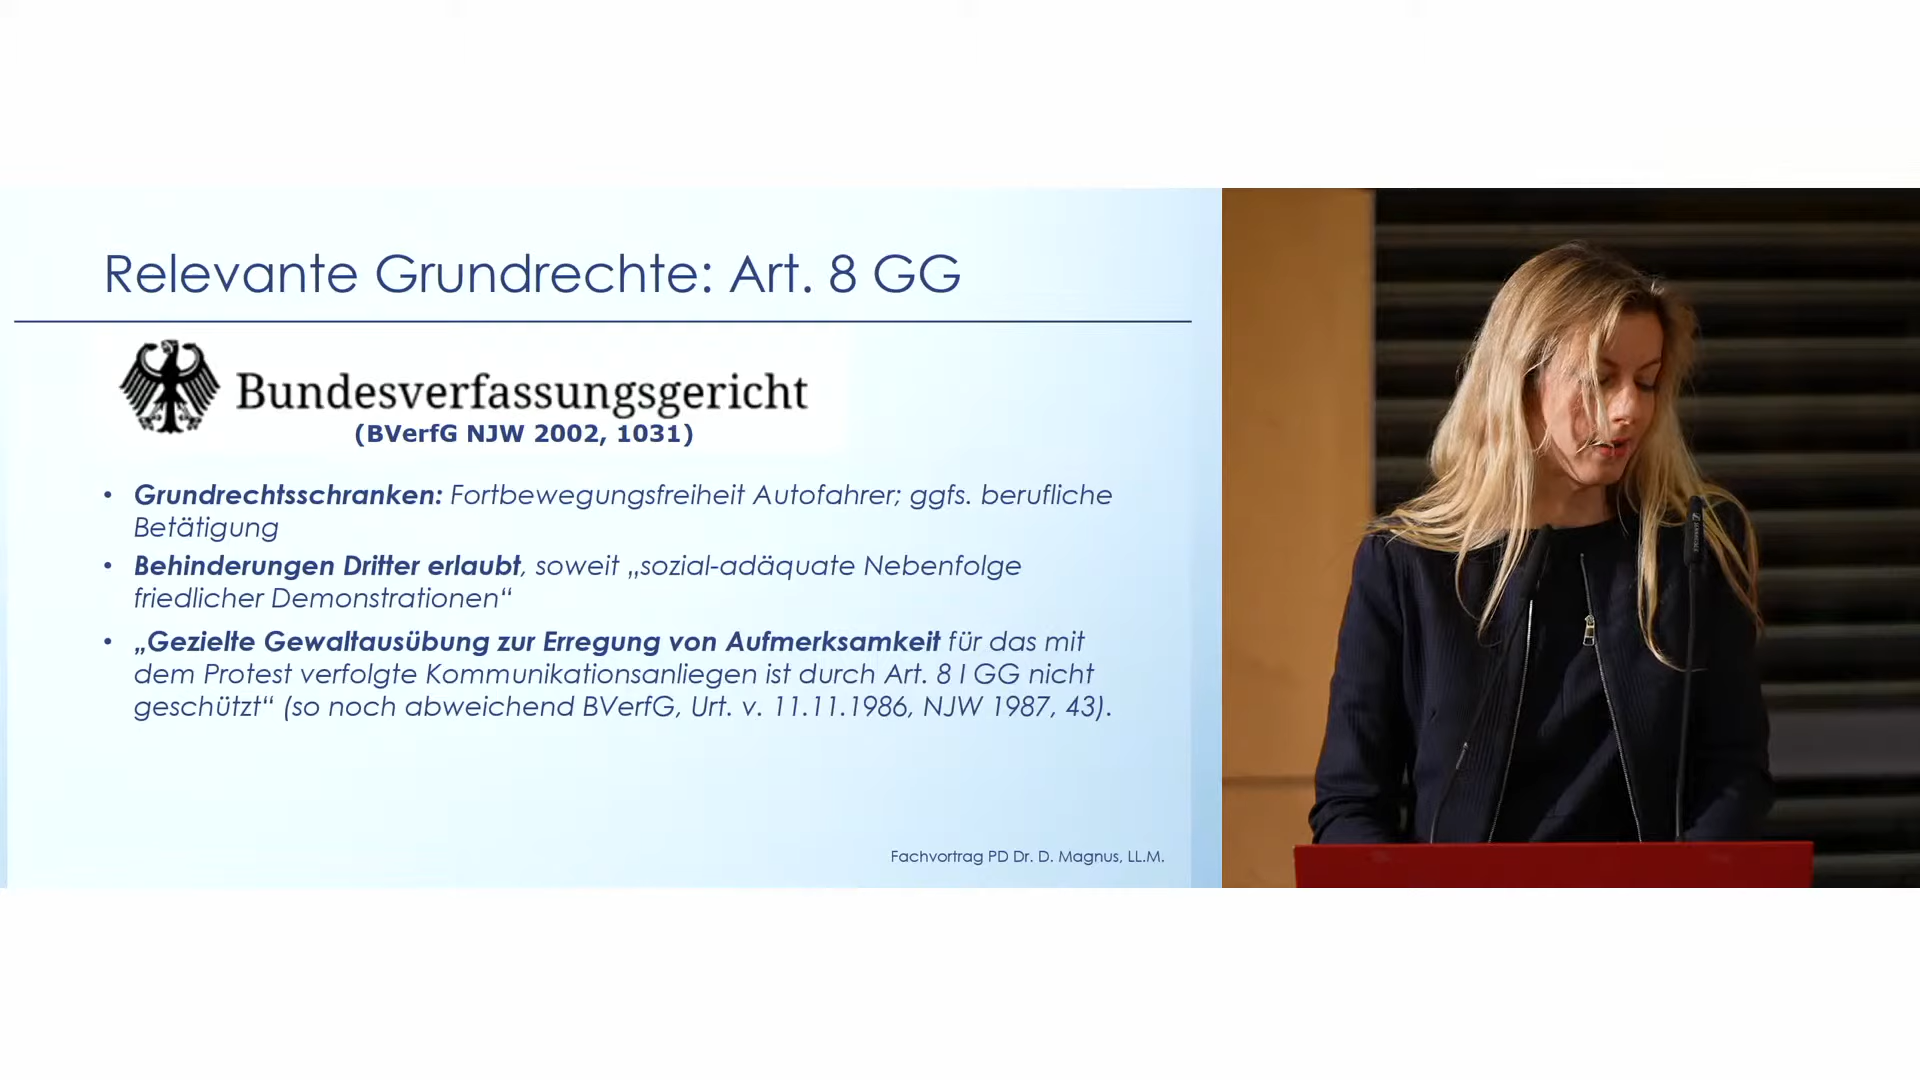 Relevante Grundrechte: Art. 8 GG
Bundesverfassungsgericht
(BVerfG NJW 2002, 1031)
• Grundrechtsschranken: Fortbewegungsfreiheit Autofahrer; ggfs. berufliche
Betätigung
• Behinderungen Dritter erlaubt, soweit „sozial-adäquate Nebenfolge
friedlicher Demonstrationen“
• „Gezielte Gewaltausübung zur Erregung von Aufmerksamkeit für das mit
dem Protest verfolgte Kommunikationsanliegen ist durch Art. 8 I GG nicht
geschützt“ (so noch abweichend BVerfG, Urt. v. 11.11.1986, NJW 1987, 43).
Fachvortrag PD Dr. D. Magnus, LL.M.